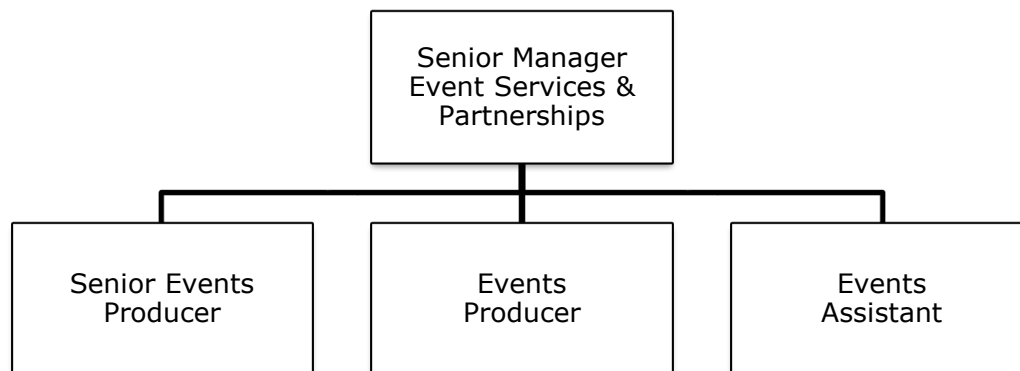 Senior Manager
Event Services &
Partnerships
Senior Events
Producer
Events
Producer
Events
Assistant